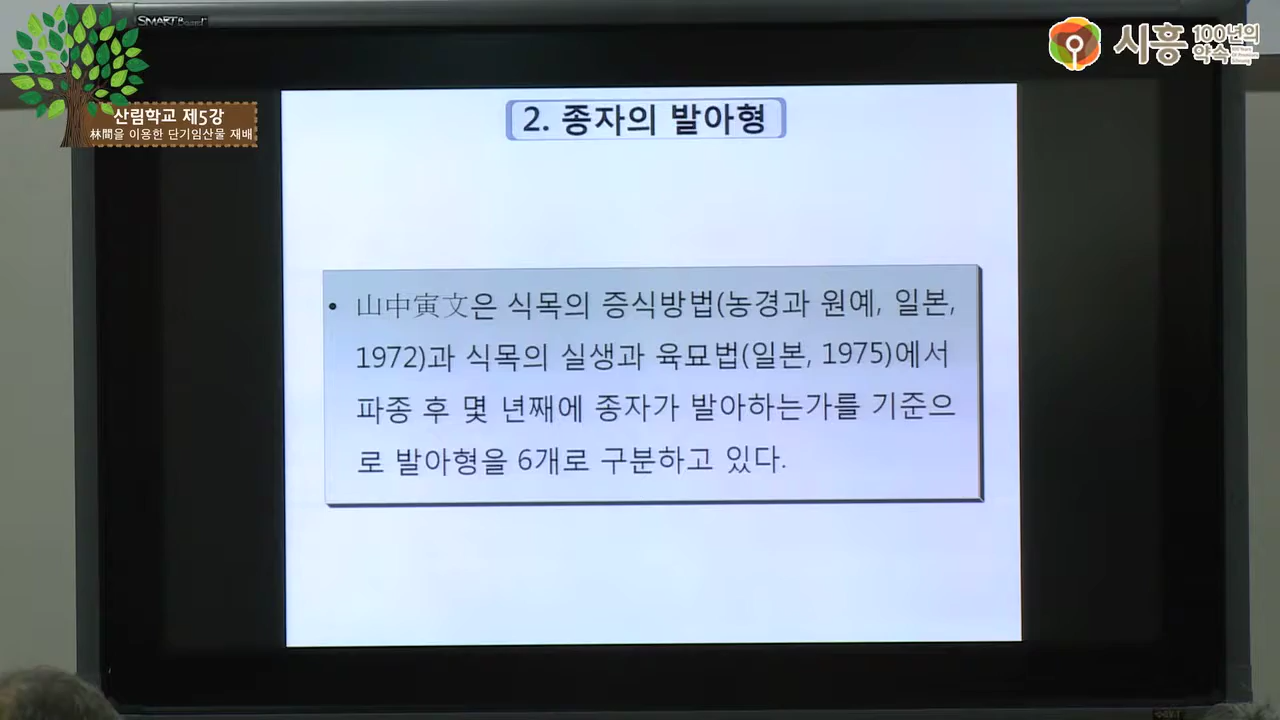 SMART Board
산림학교 제5강
林間을 이용한 단기임산물 재배
시흥 100년의
약속
2. 종자의 발아형
• 山中寅文은 식목의 증식방법(농경과 원예, 일본,
1972)과 식목의 실생과 육묘법(일본, 1975)에서
파종 후 몇 년째에 종자가 발아하는가를 기준으
로 발아형을 6개로 구분하고 있다.